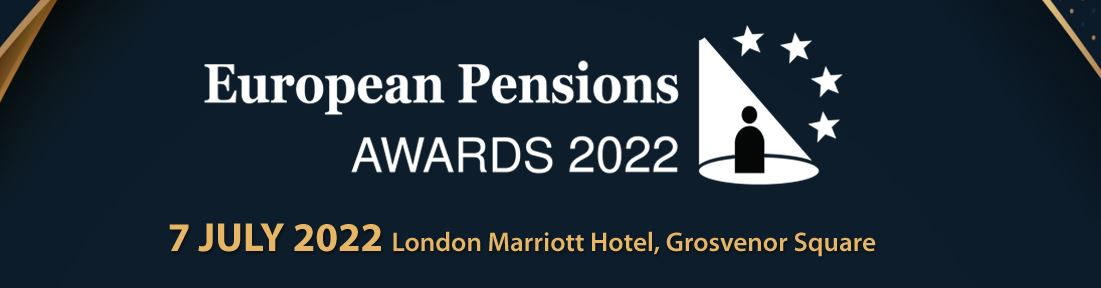 European Pensions
AWARDS 2022
7 JULY 2022 London Marriott Hotel, Grosvenor Square